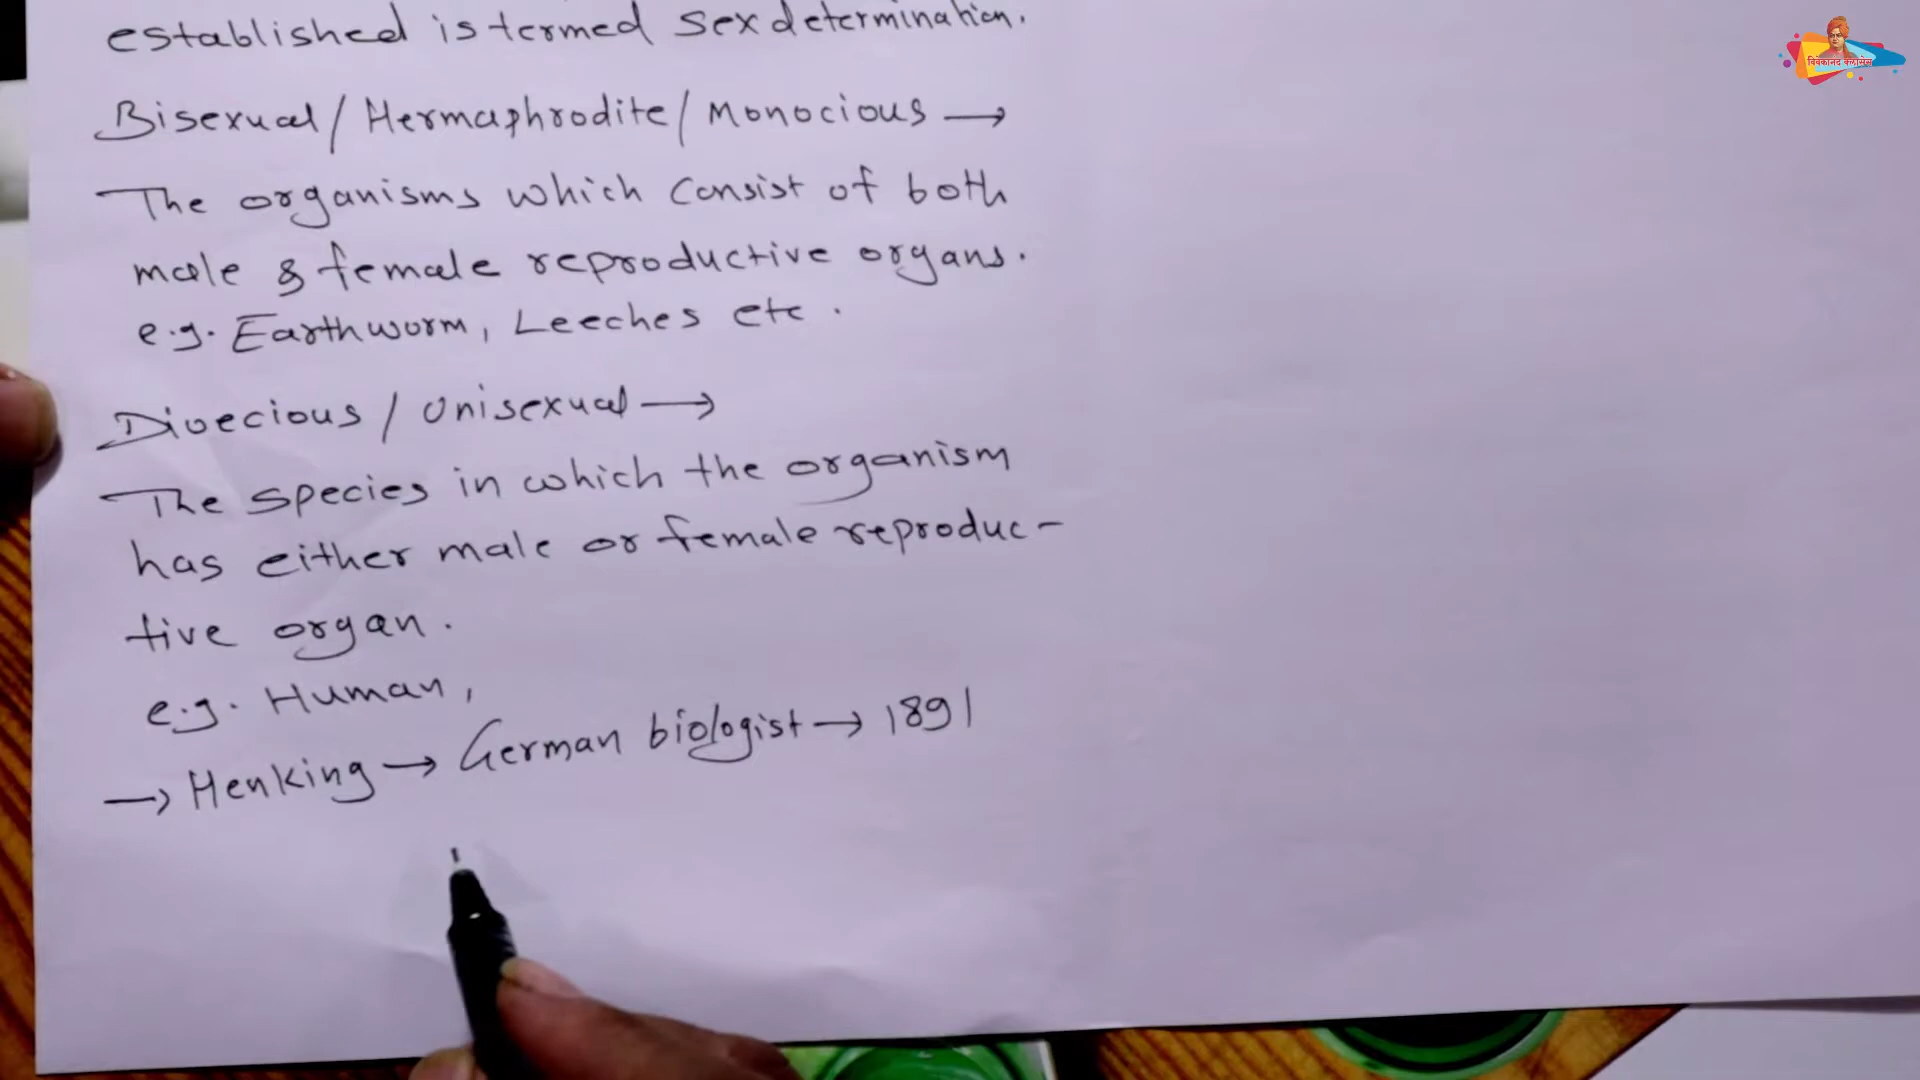 established is termed sex determination.
Bisexual / Hermaphrodite / Monocious →
The organisms which consist of both
male & female reproductive organs.
e.g. Earthworm, Leeches etc.
Divecious / Unisexual →
The species in which the organism
has either male or female reproduc-
tive organ.
e.g. Human,
→ Henking → German biologist → 1891
विवेकानंद क्लासेस